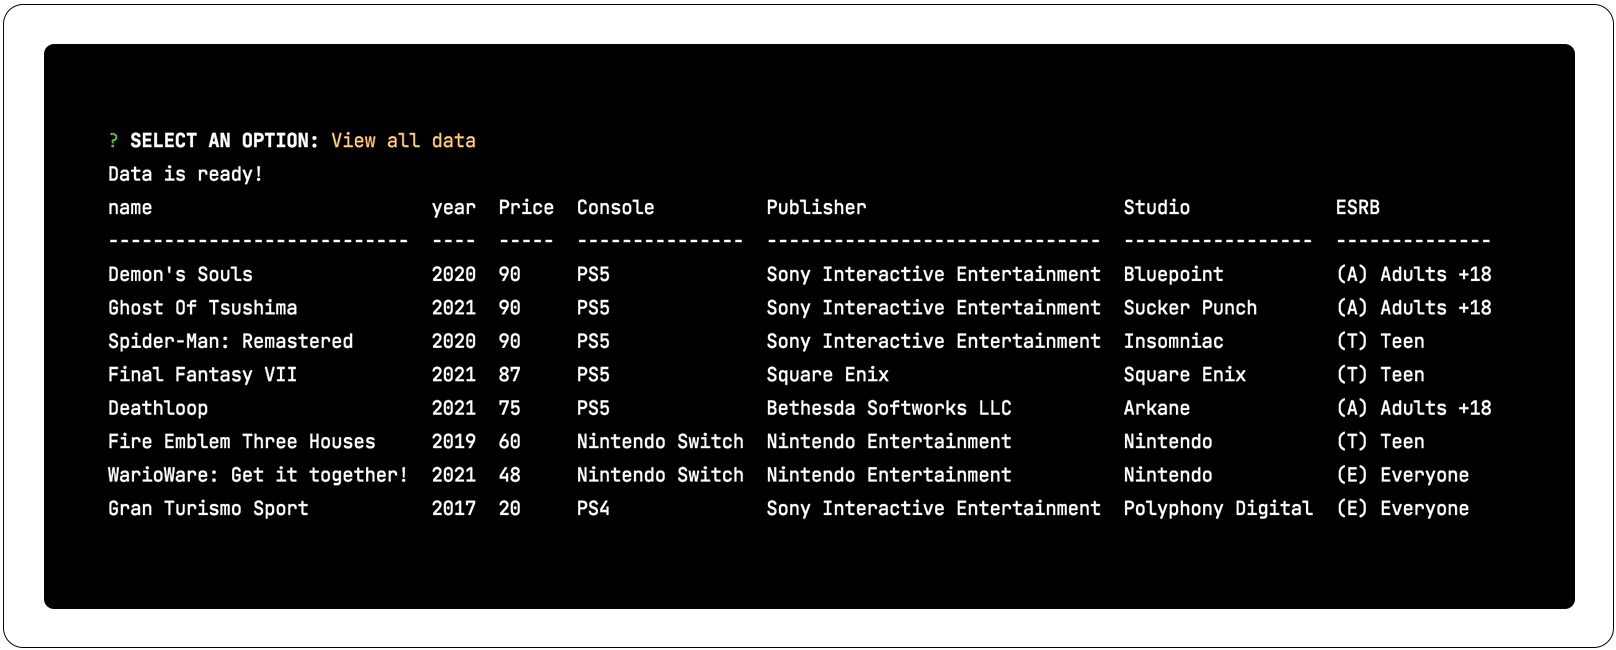 ? SELECT AN OPTION: View all data
Data is ready!
name                         year  Price  Console          Publisher                       Studio             ESRB
---------------------------  ----  -----  ---------------  ------------------------------  -----------------  --------------
Demon's Souls                2020  90     PS5              Sony Interactive Entertainment  Bluepoint          (A) Adults +18
Ghost Of Tsushima            2021  90     PS5              Sony Interactive Entertainment  Sucker Punch       (A) Adults +18
Spider-Man: Remastered       2020  90     PS5              Sony Interactive Entertainment  Insomniac          (T) Teen
Final Fantasy VII            2021  87     PS5              Square Enix                     Square Enix        (T) Teen
Deathloop                    2021  75     PS5              Bethesda Softworks LLC          Arkane             (A) Adults +18
Fire Emblem Three Houses     2019  60     Nintendo Switch  Nintendo Entertainment          Nintendo           (T) Teen
WarioWare: Get it together!  2021  48     Nintendo Switch  Nintendo Entertainment          Nintendo           (E) Everyone
Gran Turismo Sport           2017  20     PS4              Sony Interactive Entertainment  Polyphony Digital  (E) Everyone